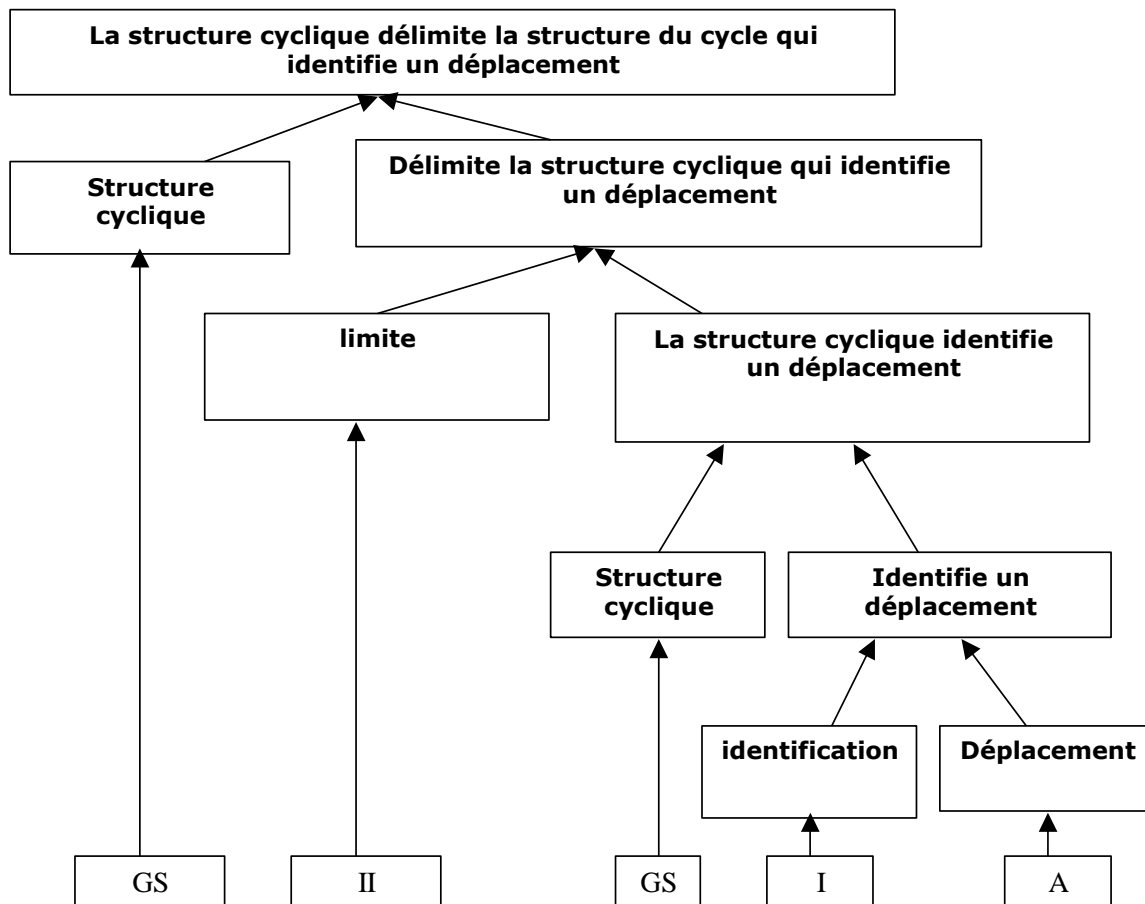 La structure cyclique délimite la structure du cycle qui
identifie un déplacement
Structure
cyclique
Délimite la structure cyclique qui identifie
un déplacement
limite
La structure cyclique identifie
un déplacement
Structure
cyclique
Identifie un
déplacement
identification
Déplacement
GS
II
GS
I
A